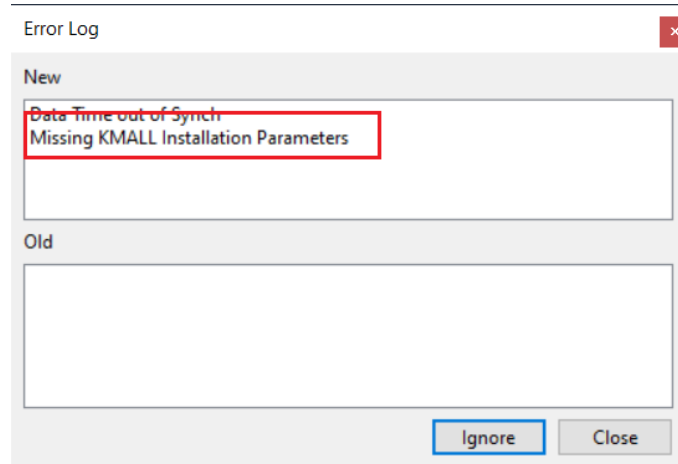 Error Log
New
Data Time out of Synch
Missing KMALL Installation Parameters
Old
Ignore
Close